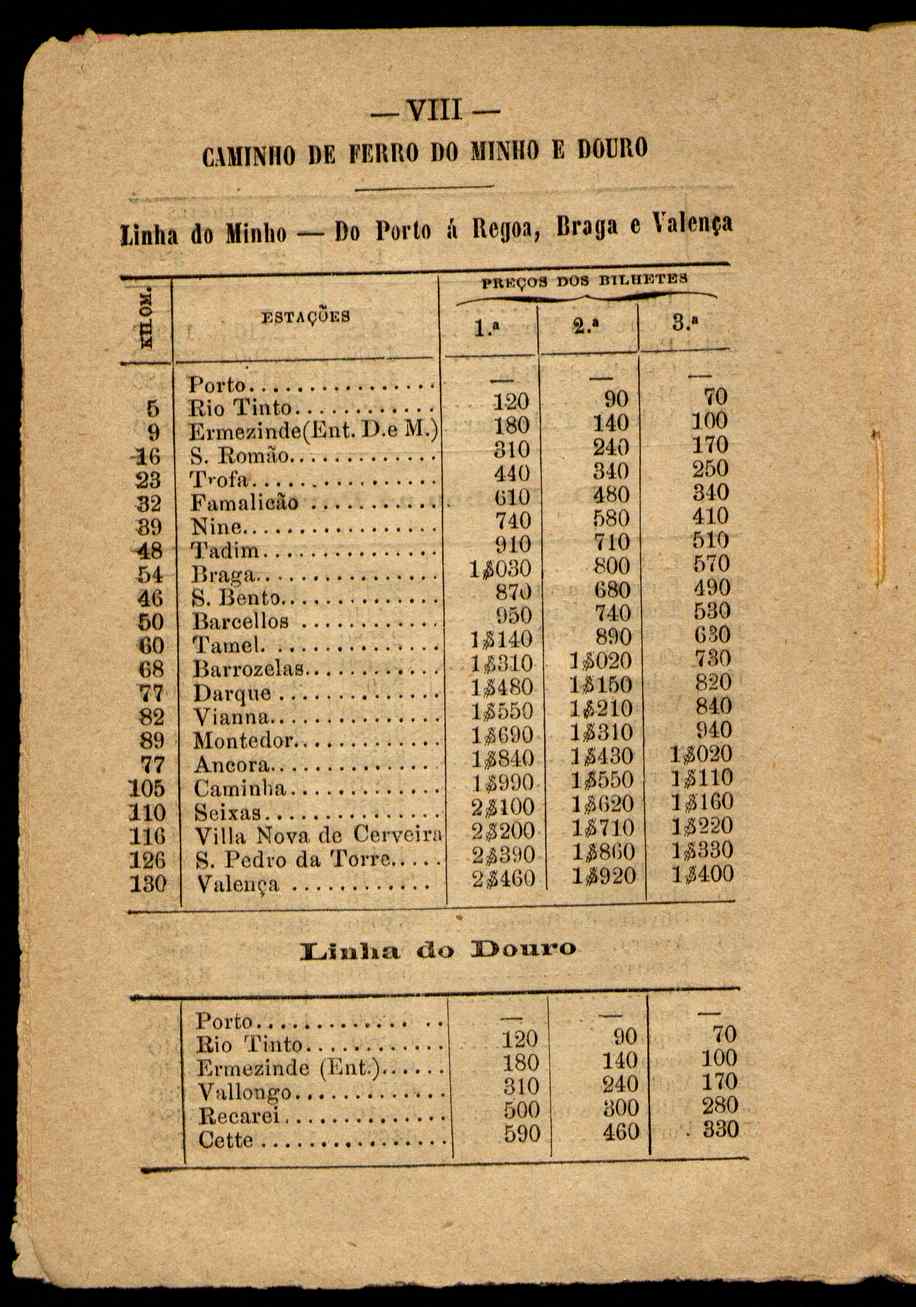 — VIII —
CAMINHO DE FERRO DO MINHO E DOURO
Linha do Minho — Do Porto á Regoa, Braga e Valença
KILOM. ESTAÇÕES PREÇOS DOS BILHETES
1.ª 2.ª 3.ª
Porto................ — — —
5 Rio Tinto............ 120 90 70
9 Ermezinde(Ent. D.e M.) 180 140 100
16 S. Romão............. 310 240 170
23 Trofa................ 440 340 250
32 Famalicão ........... 610 480 340
39 Nine................. 740 580 410
48 Tadim............... 910 710 510
54 Braga................ 1$030 800 570
46 S. Bento.............. 870 680 490
50 Barcellos ............ 950 740 530
60 Tamel. .............. 1$140 890 630
68 Barrozelas............ 1$310 1$020 730
77 Darque .............. 1$480 1$150 820
82 Vianna............... 1$550 1$210 840
89 Montedor............. 1$690 1$310 940
77 Ancora............... 1$840 1$430 1$020
105 Caminha............. 1$990 1$550 1$110
110 Seixas............... 2$100 1$620 1$160
116 Villa Nova de Cerveira 2$200 1$710 1$220
126 S. Pedro da Torre..... 2$390 1$860 1$330
130 Valença ............ 2$460 1$920 1$400
Linha do Douro
Porto............. .. — — —
Rio Tinto............ 120 90 70
Ermezinde (Ent.)...... 180 140 100
Vallongo............. 310 240 170
Recarei.............. 500 300 280
Cette ................ 590 460 330